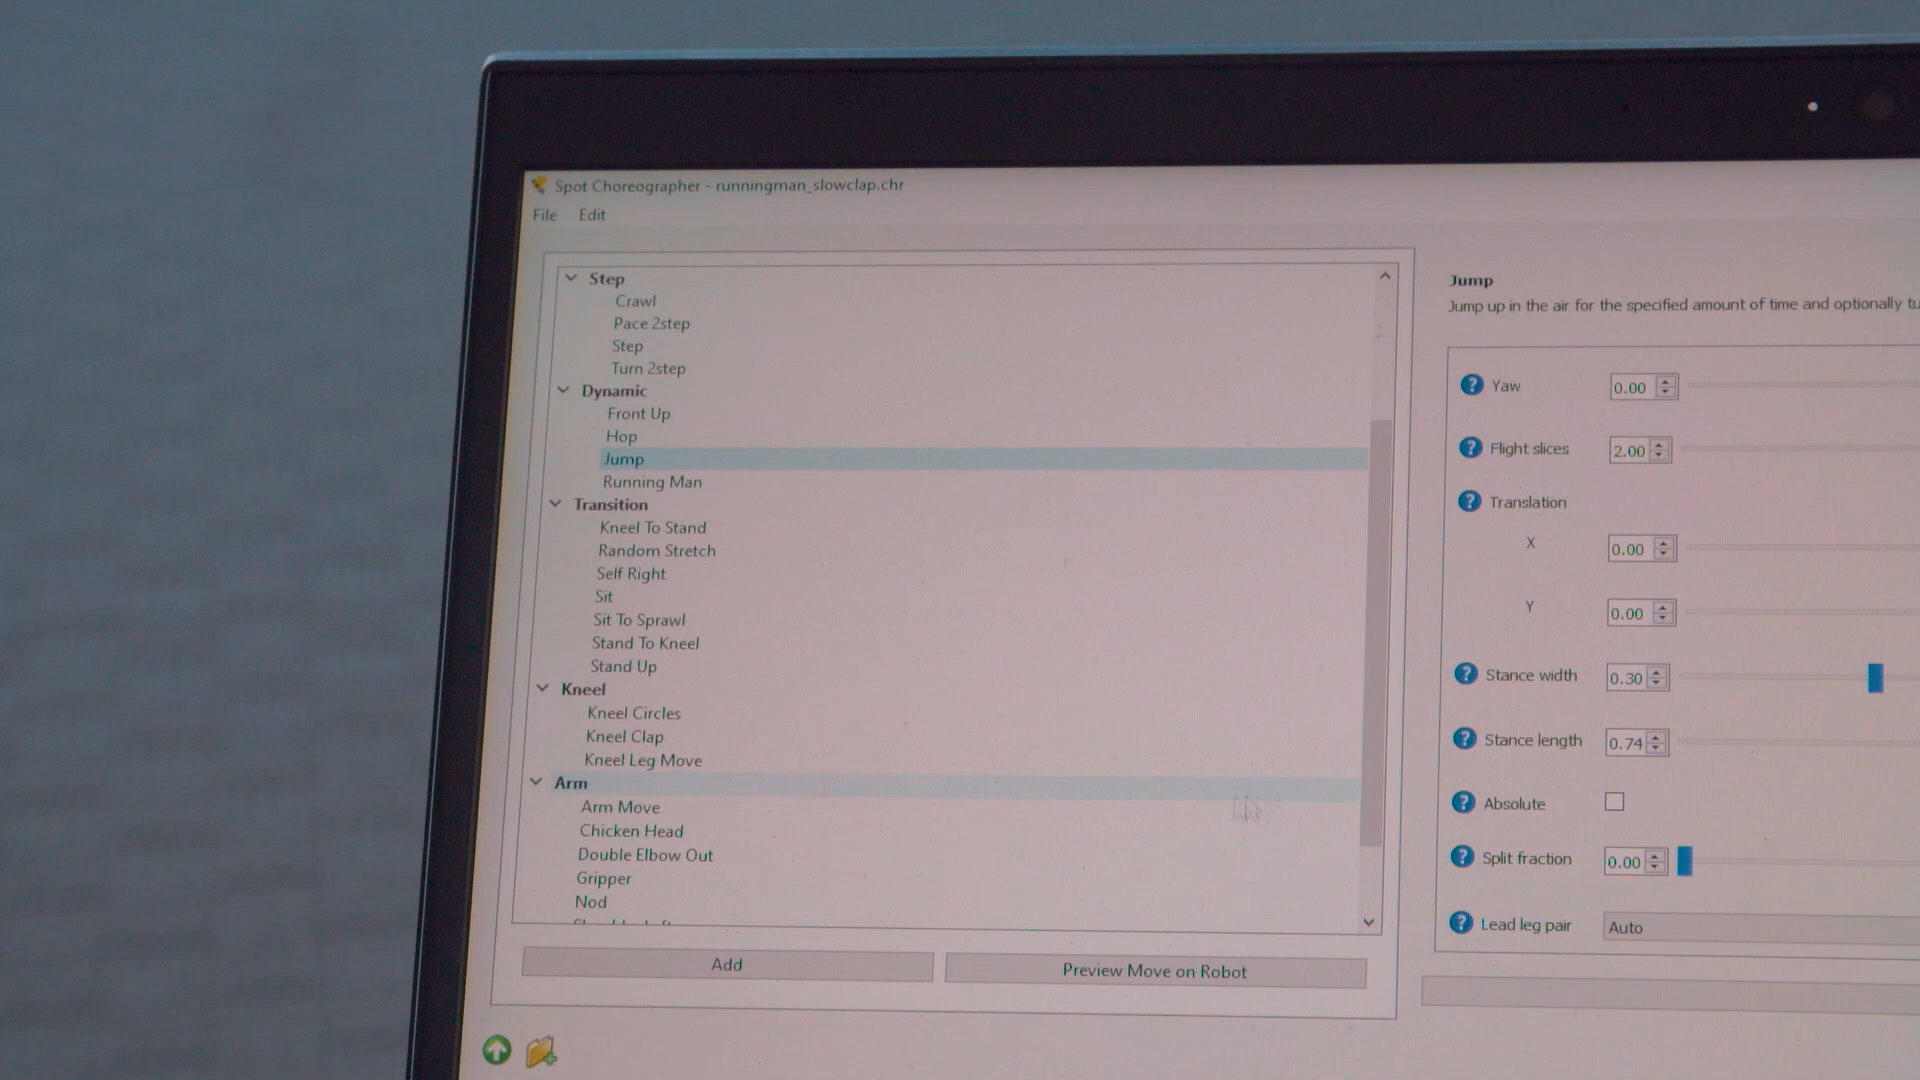 Spot Choreographer - runningman_slowclap.chr
File Edit
Step
Crawl
Pace 2step
Step
Turn 2step
Dynamic
Front Up
Hop
Jump
Running Man
Transition
Kneel To Stand
Random Stretch
Self Right
Sit
Sit To Sprawl
Stand To Kneel
Stand Up
Kneel
Kneel Circles
Kneel Clap
Kneel Leg Move
Arm
Arm Move
Chicken Head
Double Elbow Out
Gripper
Nod
Add Preview Move on Robot
Jump
Jump up in the air for the specified amount of time and optionally tu
? Yaw 0.00
? Flight slices 2.00
? Translation
X 0.00
Y 0.00
? Stance width 0.30
? Stance length 0.74
? Absolute
? Split fraction 0.00
? Lead leg pair Auto